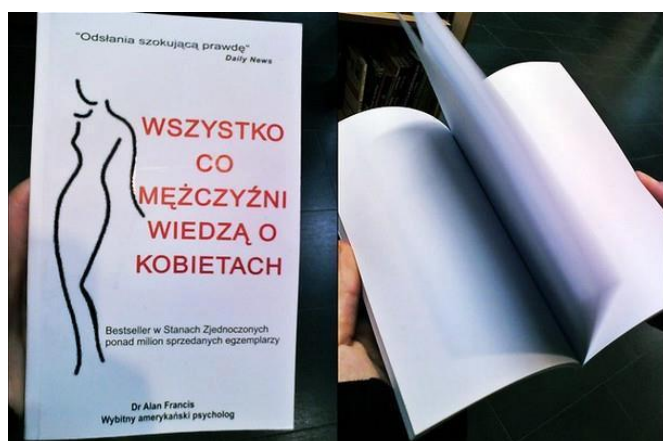 "Odsłania szokującą prawdę"
Daily News
WSZYSTKO
CO
MĘŻCZYŹNI
WIEDZĄ O
KOBIETACH
Bestseller w Stanach Zjednoczonych
ponad milion sprzedanych egzemplarzy
Dr Alan Francis
Wybitny amerykański psycholog